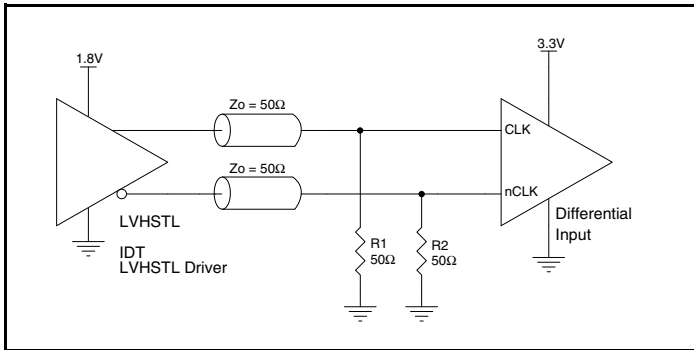 1.8V
3.3V
Zo = 50Ω
CLK
Zo = 50Ω
nCLK
LVHSTL
IDT
LVHSTL Driver
R1
50Ω
R2
50Ω
Differential
Input